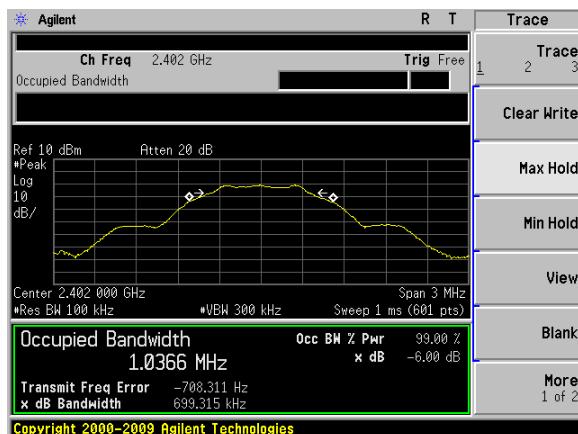 Agilent R T Trace
Ch Freq 2.402 GHz Trig Free
Occupied Bandwidth
Trace
1 2 3
Clear Write
Max Hold
Min Hold
View
Blank
More
1 of 2
Ref 10 dBm Atten 20 dB
#Peak
Log
10
dB/
Center 2.402 000 GHz Span 3 MHz
#Res BW 100 kHz #VBW 300 kHz Sweep 1 ms (601 pts)
Occupied Bandwidth Occ BW % Pwr 99.00 %
1.0366 MHz x dB -6.00 dB
Transmit Freq Error -708.311 Hz
x dB Bandwidth 699.315 kHz
Copyright 2000-2009 Agilent Technologies